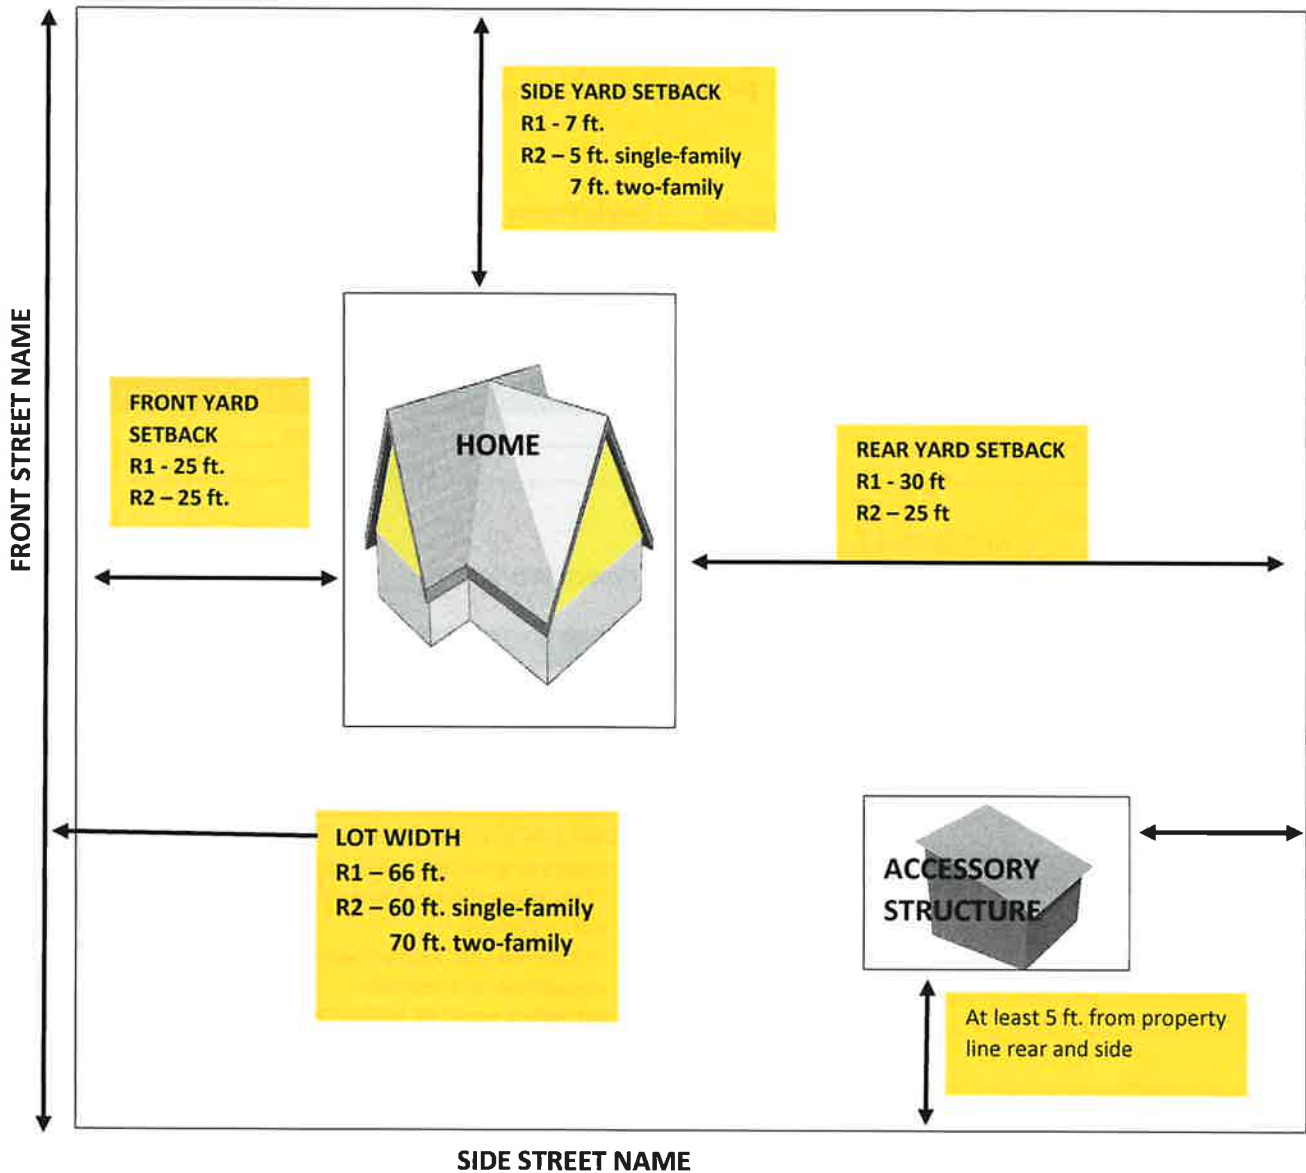 SIDE YARD SETBACK
R1 - 7 ft.
R2 – 5 ft. single-family
7 ft. two-family
FRONT STREET NAME
FRONT YARD
SETBACK
R1 - 25 ft.
R2 – 25 ft.
HOME
REAR YARD SETBACK
R1 - 30 ft
R2 – 25 ft
LOT WIDTH
R1 – 66 ft.
R2 – 60 ft. single-family
70 ft. two-family
ACCESSORY
STRUCTURE
At least 5 ft. from property
line rear and side
SIDE STREET NAME